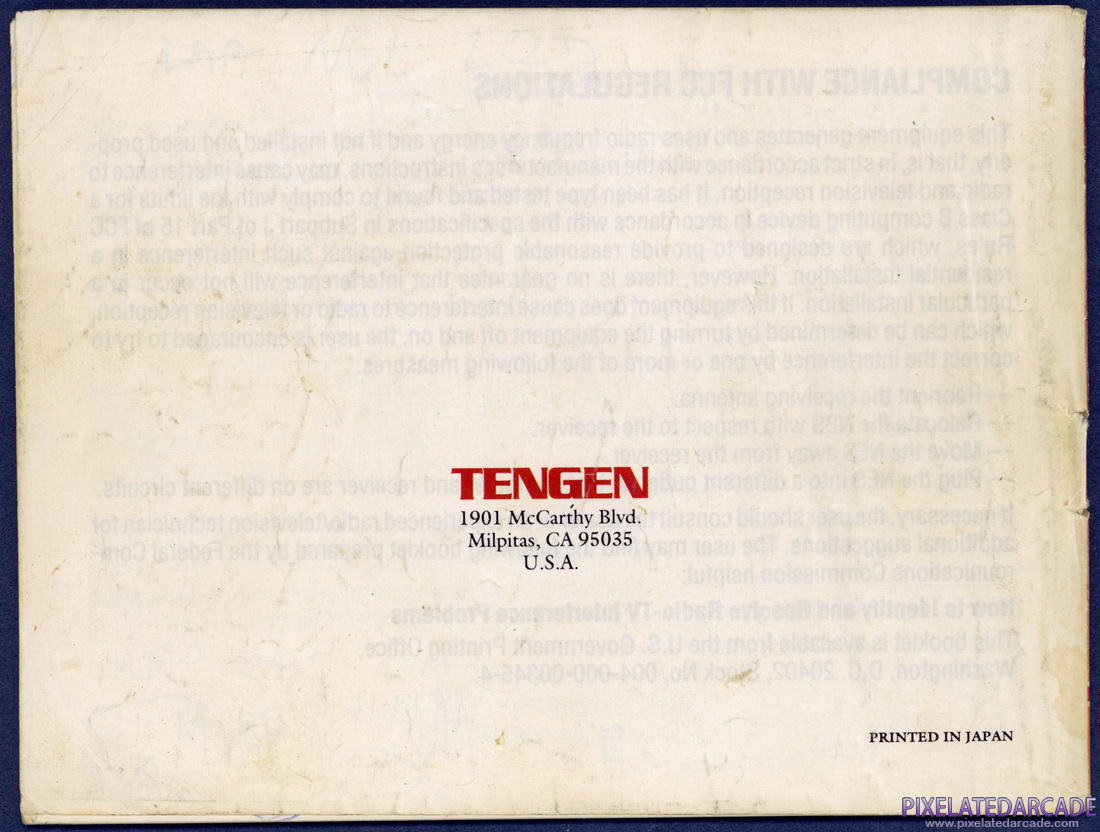 COMPLIANCE WITH FCC REGULATIONS
This equipment generates and uses radio frequency energy and if not installed and used prop-
erly, that is, in strict accordance with the manufacturer's instructions, may cause interference to
radio and television reception. It has been type tested and found to comply with the limits for a
Class B computing device in accordance with the specifications in Subpart J of Part 15 of FCC
Rules, which are designed to provide reasonable protection against such interference in a
residential installation. However, there is no guarantee that interference will not occur in a
particular installation. If this equipment does cause interference to radio or television reception,
which can be determined by turning the equipment off and on, the user is encouraged to try to
correct the interference by one or more of the following measures:
— Reorient the receiving antenna.
— Relocate the NES with respect to the receiver.
— Move the NES away from the receiver.
— Plug the NES into a different and receiver are on different circuits.
TENGEN
If necessary, the user should consult experienced radio/television technician for
1901 McCarthy Blvd.
additional suggestions. The user may find the following booklet prepared by the Federal Com-
Milpitas, CA 95035
munications Commission helpful:
U.S.A.
How to Identify and Resolve Radio-TV Interference Problems
This booklet is available from the U.S. Government Printing Office,
Washington, D.C. 20402, Stock No. 004-000-00345-4.
PRINTED IN JAPAN
PIXELATEDARCADE
www.pixelatedarcade.com